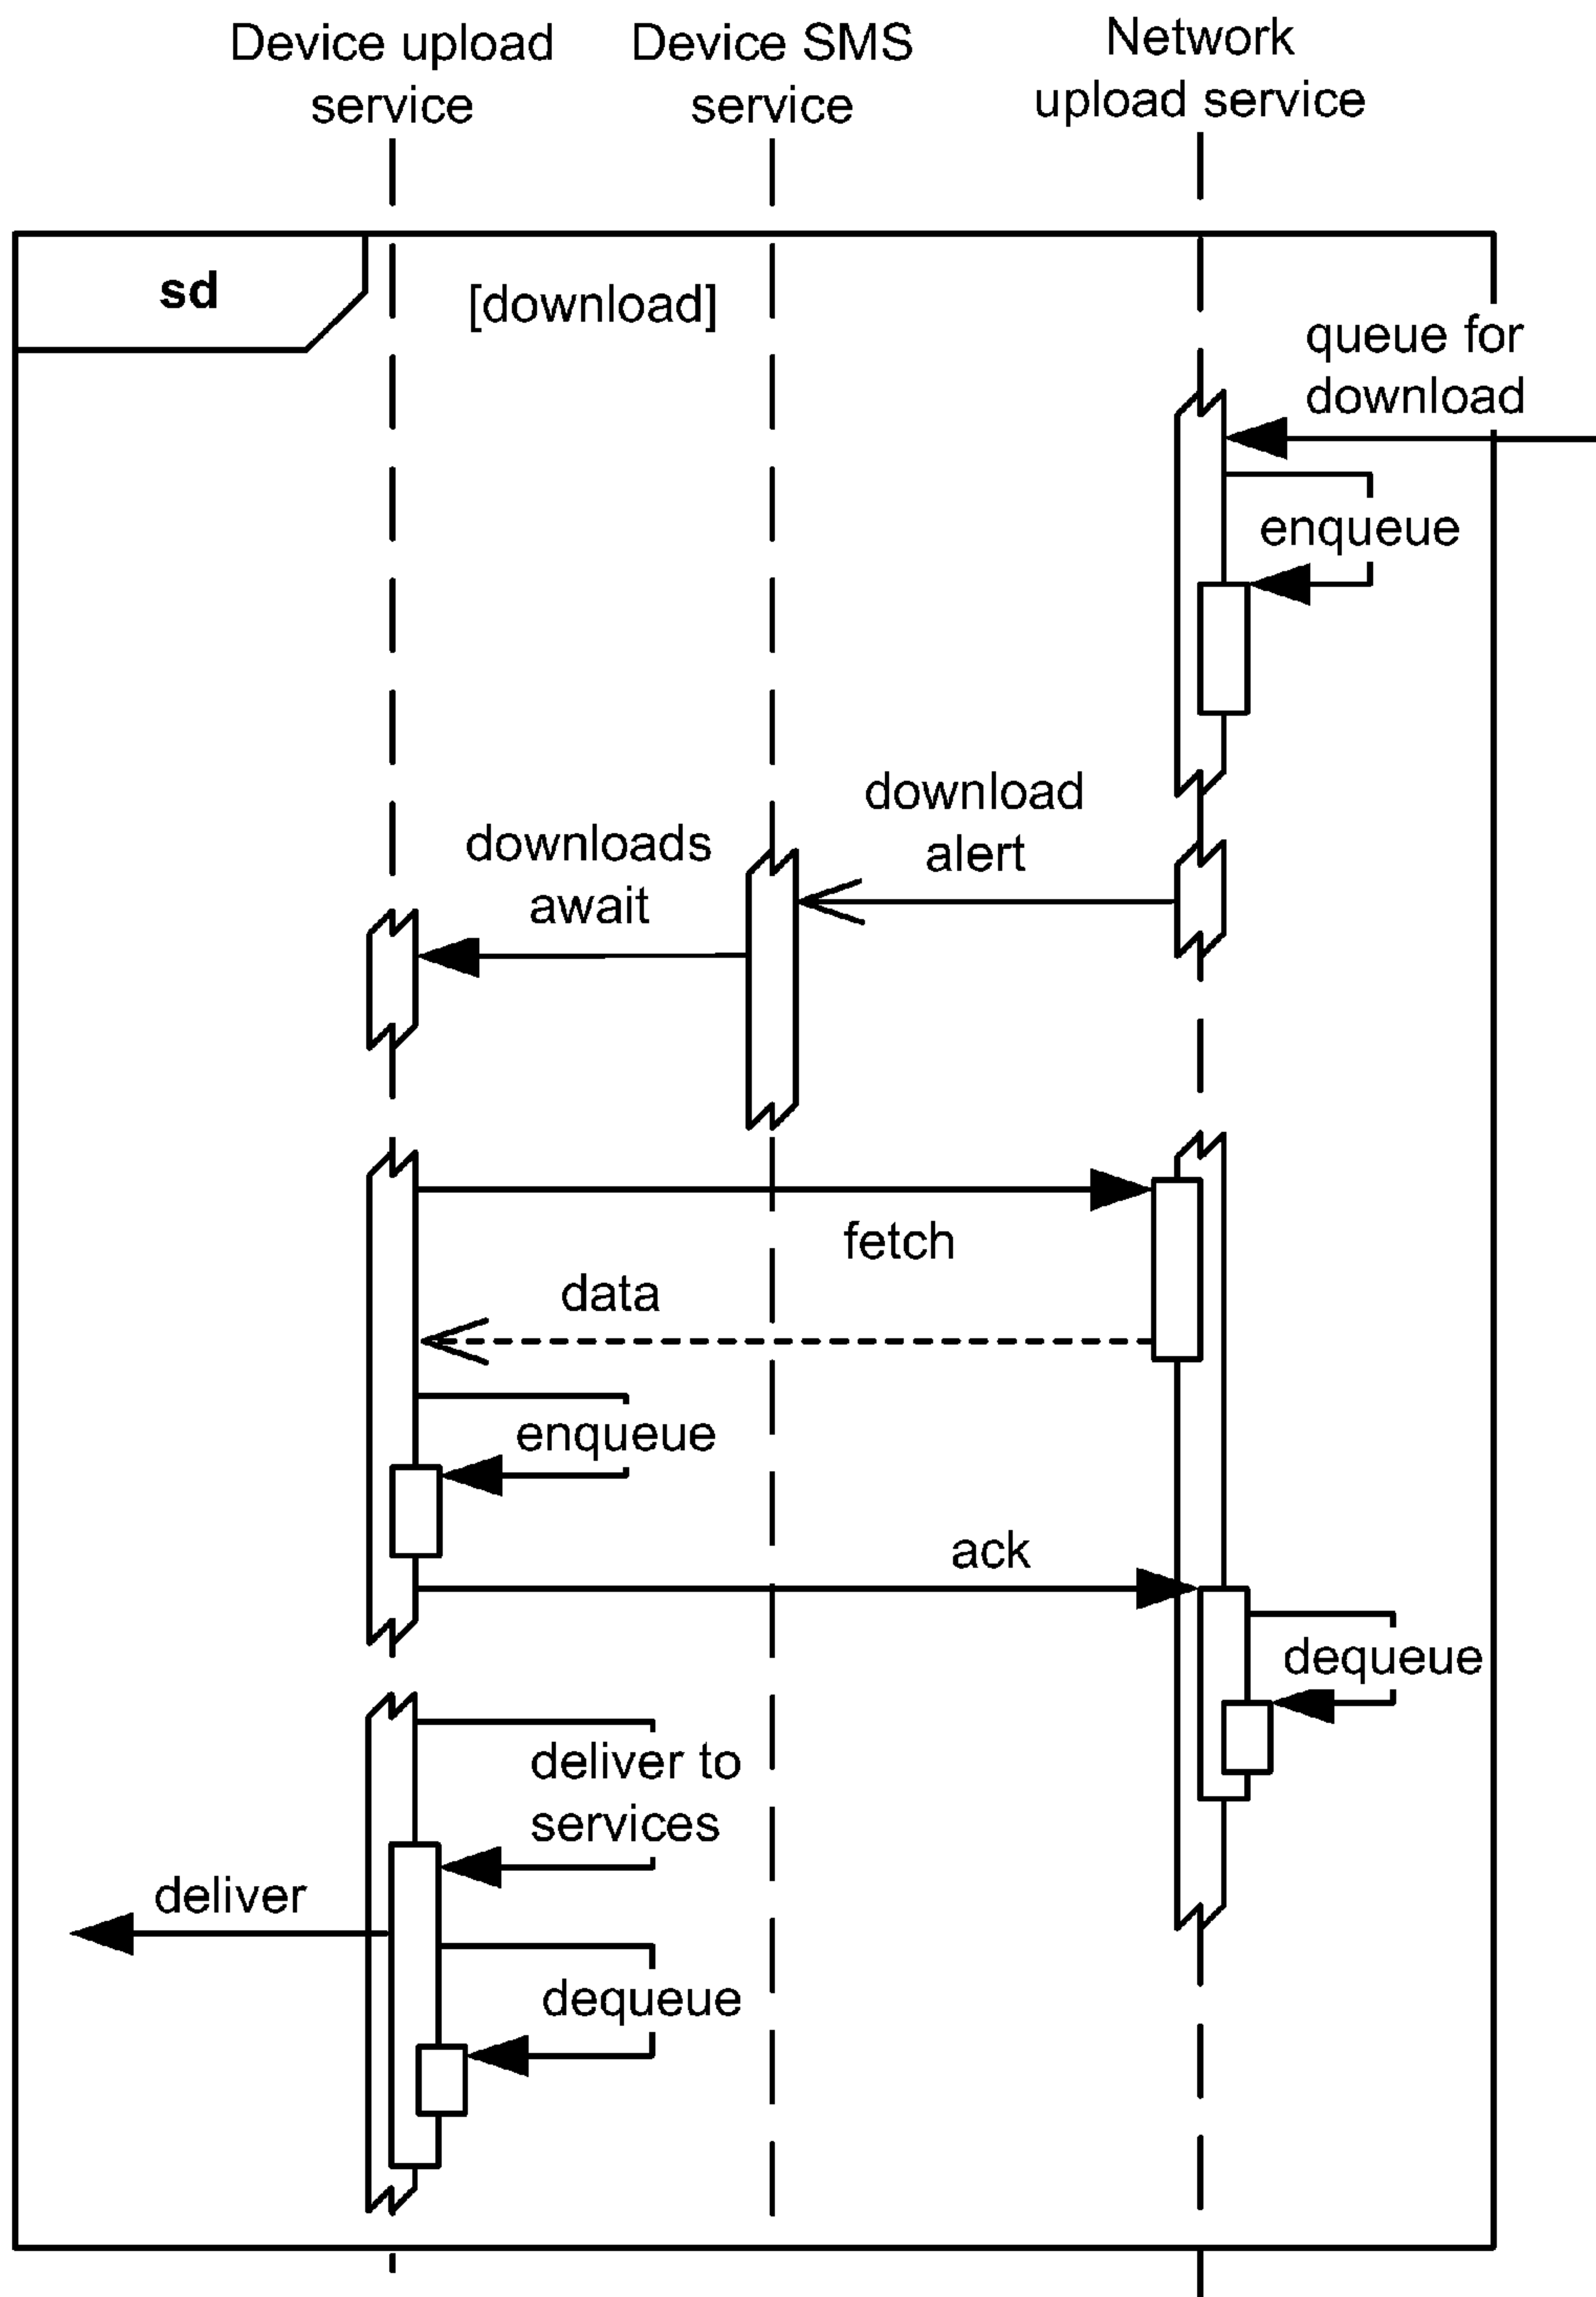 Device upload
service
Device SMS
service
Network
upload service
sd
[download]
queue for
download
enqueue
download
alert
downloads
await
fetch
data
enqueue
ack
dequeue
deliver to
services
deliver
dequeue